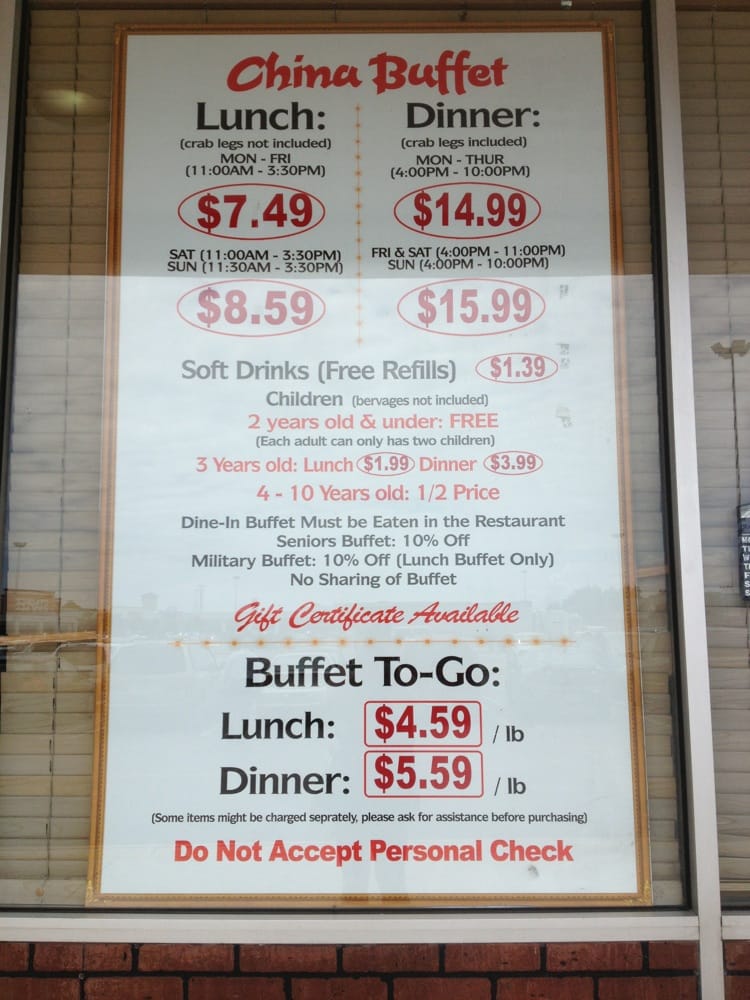 China Buffet
Lunch:
(crab legs not included)
MON - FRI
(11:00AM - 3:30PM)
$7.49
SAT (11:00AM - 3:30PM)
SUN (11:30AM - 3:30PM)
$8.59
Dinner:
(crab legs included)
MON - THUR
(4:00PM - 10:00PM)
$14.99
FRI & SAT (4:00PM - 11:00PM)
SUN (4:00PM - 10:00PM)
$15.99
Soft Drinks (Free Refills) $1.39
Children (bervages not included)
2 years old & under: FREE
(Each adult can only has two children)
3 Years old: Lunch $1.99 Dinner $3.99
4 - 10 Years old: 1/2 Price
Dine-In Buffet Must be Eaten in the Restaurant
Seniors Buffet: 10% Off
Military Buffet: 10% Off (Lunch Buffet Only)
No Sharing of Buffet
Gift Certificate Available
Buffet To-Go:
Lunch: $4.59 / lb
Dinner: $5.59 / lb
(Some items might be charged seprately, please ask for assistance before purchasing)
Do Not Accept Personal Check